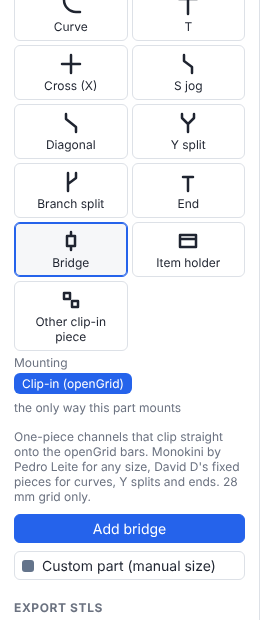 Curve
T
Cross (X)
S jog
Diagonal
Y split
Branch split
End
Bridge
Item holder
Other clip-in
piece
Mounting
Clip-in (openGrid)
the only way this part mounts
One-piece channels that clip straight
onto the openGrid bars. Monokini by
Pedro Leite for any size, David D's fixed
pieces for curves, Y splits and ends. 28
mm grid only.
Add bridge
Custom part (manual size)
EXPORT STLS